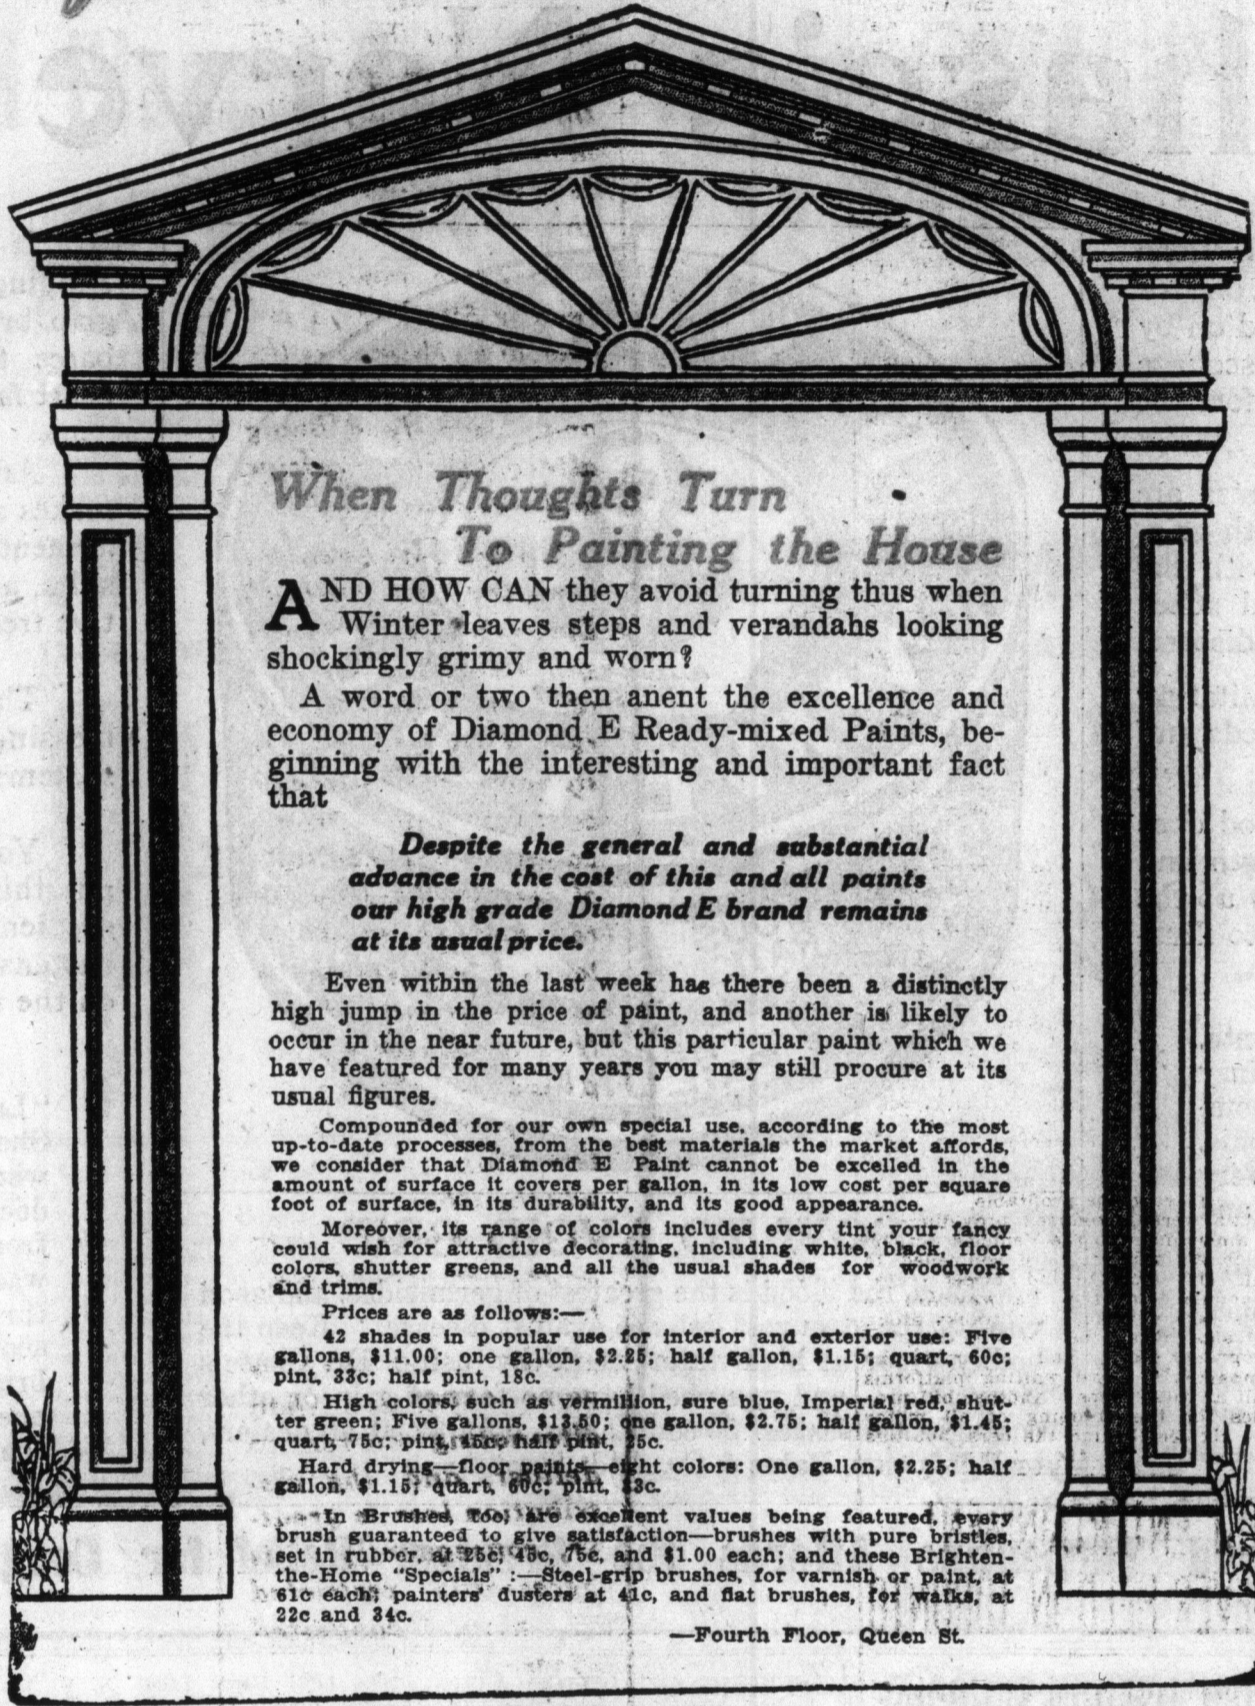 When Thoughts Turn
To Painting the House
AND HOW CAN they avoid turning thus when
Winter leaves steps and verandahs looking
shockingly grimy and worn?
A word or two then anent the excellence and
economy of Diamond E Ready-mixed Paints, be-
ginning with the interesting and important fact
that
Despite the general and substantial
advance in the cost of this and all paints
our high grade Diamond E brand remains
at its usual price.
Even within the last week has there been a distinctly
high jump in the price of paint, and another is likely to
occur in the near future, but this particular paint which we
have featured for many years you may still procure at its
usual figures.
Compounded for our own special use, according to the most
up-to-date processes, from the best materials the market affords,
we consider that Diamond E Paint cannot be excelled in the
amount of surface it covers per gallon, in its low cost per square
foot of surface, in its durability, and its good appearance.
Moreover, its range of colors includes every tint your fancy
could wish for attractive decorating, including white, black, floor
colors, shutter greens, and all the usual shades for woodwork
and trims.
Prices are as follows:—
42 shades in popular use for interior and exterior use: Five
gallons, $11.00; one gallon, $2.25; half gallon, $1.15; quart, 60c;
pint, 33c; half pint, 18c.
High colors, such as vermillion, sure blue, Imperial red, shut-
ter green; Five gallons, $13.50; one gallon, $2.75; half gallon, $1.45;
quart, 75c; pint, 45c; half pint, 25c.
Hard drying—floor paints—eight colors: One gallon, $2.25; half
gallon, $1.15; quart, 60c; pint, 33c.
In Brushes, too, are excellent values being featured, every
brush guaranteed to give satisfaction—brushes with pure bristles,
set in rubber, at 25c, 45c, 75c, and $1.00 each; and these Brighten-
the-Home "Specials" :—Steel-grip brushes, for varnish or paint, at
61c each; painters' dusters at 41c, and flat brushes, for walks, at
22c and 34c.
—Fourth Floor, Queen St.